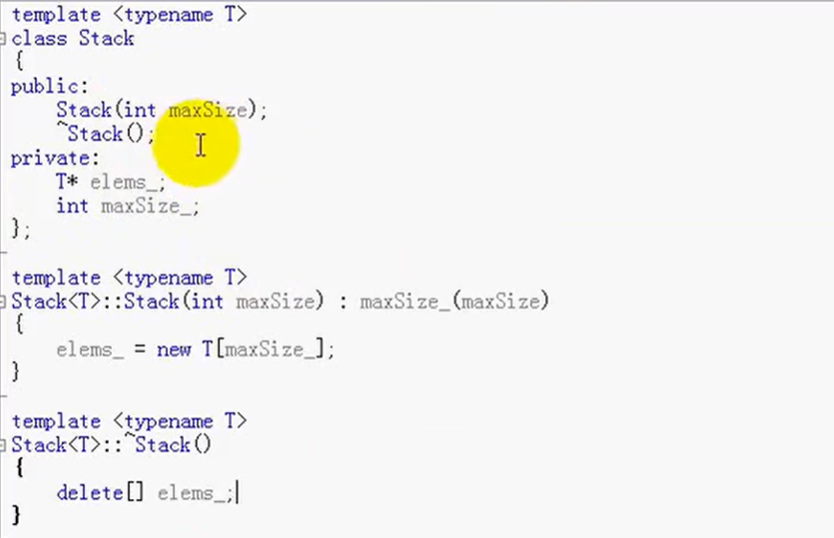 template <typename T>
class Stack
{
public:
    Stack(int maxSize);
    ~Stack();
private:
    T* elems_;
    int maxSize_;
};
template <typename T>
Stack<T>::Stack(int maxSize) : maxSize_(maxSize)
{
    elems_ = new T[maxSize_];
}
template <typename T>
Stack<T>::~Stack()
{
    delete[] elems_;
}